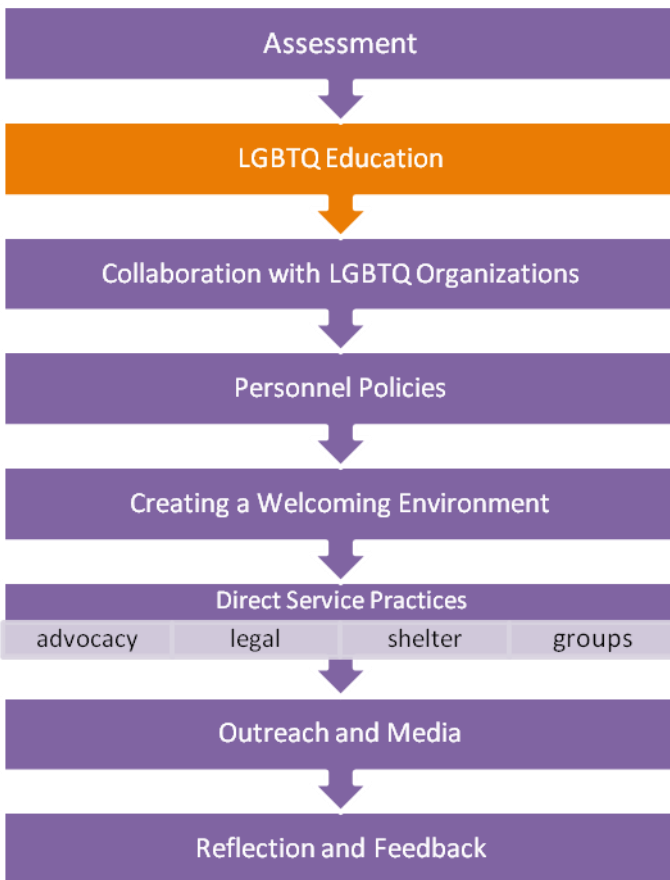 Assessment
LGBTQ Education
Collaboration with LGBTQ Organizations
Personnel Policies
Creating a Welcoming Environment
Direct Service Practices
advocacy legal shelter groups
Outreach and Media
Reflection and Feedback